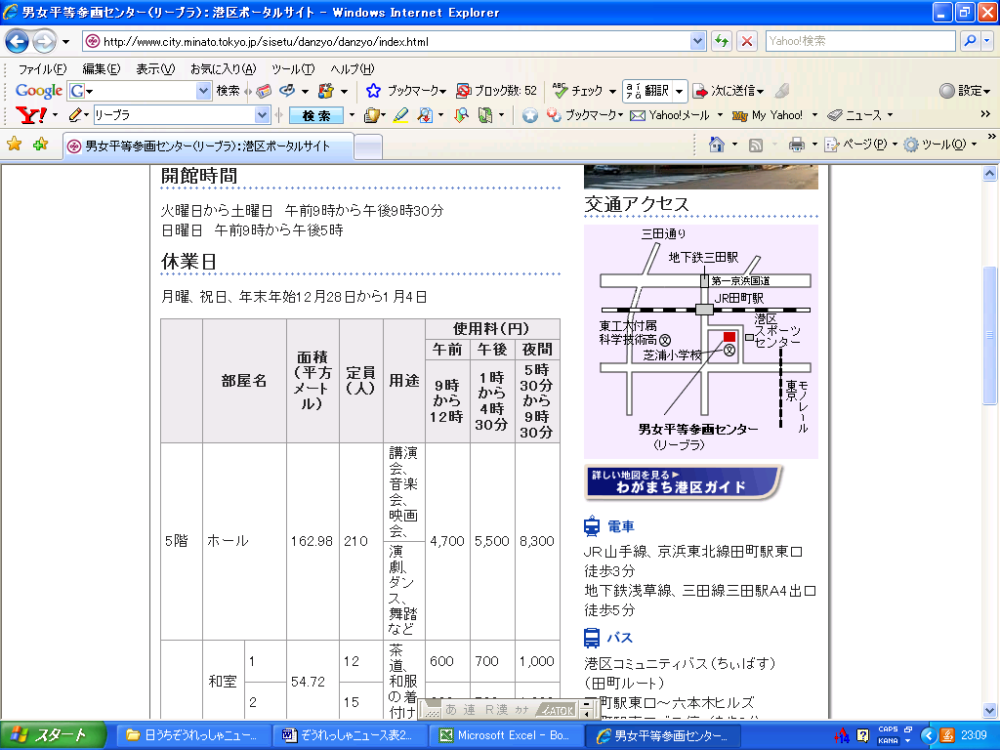 男女平等参画センター(リーブラ): 港区ポータルサイト - Windows Internet Explorer
http://www.city.minato.tokyo.jp/sisetu/danzyo/danzyo/index.html
Yahoo!検索
ファイル(F) 編集(E) 表示(V) お気に入り(A) ツール(T) ヘルプ(H)
Google G 検索 ブックマーク ブロック数: 52 ABC チェック 翻訳 次に送信 設定
Y! リーブラ 検索 ブックマーク Yahoo!メール My Yahoo! ニュース
男女平等参画センター(リーブラ): 港区ポータルサイト
ページ(P) ツール(O)
開館時間
火曜日から土曜日 午前9時から午後9時30分
日曜日 午前9時から午後5時
休業日
月曜、祝日、年末年始12月28日から1月4日
部屋名
面積
(平方
メート
ル)
定員
(人)
用途
使用料(円)
午前 午後 夜間
9時
から
12時
1時
から
4時
30分
5時
30分
から
9時
30分
5階 ホール 162.98 210
講演
会、
音楽
会、
映画
会、
演
劇、
ダン
ス、
舞踏
など
4,700 5,500 8,300
和室 1 54.72 12
茶
道、
和服
の着
付け
600 700 1,000
2 15
交通アクセス
三田通り
地下鉄三田駅
第一京浜国道
JR田町駅
東工大付属
科学技術高
港区
スポーツ
センター
芝浦小学校
東京
モノレール
男女平等参画センター
(リーブラ)
詳しい地図を見る
わがまち港区ガイド
電車
JR山手線、京浜東北線田町駅東口
徒歩3分
地下鉄浅草線、三田線三田駅A4出口
徒歩5分
バス
港区コミュニティバス(ちぃばす)
(田町ルート)
町駅東口~六本木ヒルズ
あ 連 R漢 カナ ATOK
スタート 日うちぞうれっしゃニュー... ぞうれっしゃニュース表2... Microsoft Excel - Bo... 男女平等参画センター... CAPS KANA 23:09